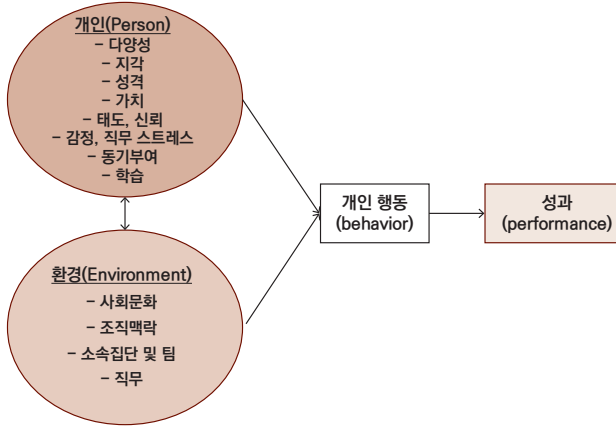 개인(Person)
– 다양성
– 지각
– 성격
– 가치
– 태도, 신뢰
– 감정, 직무 스트레스
– 동기부여
– 학습
환경(Environment)
– 사회문화
– 조직맥락
– 소속집단 및 팀
– 직무
개인 행동
(behavior)
성과
(performance)